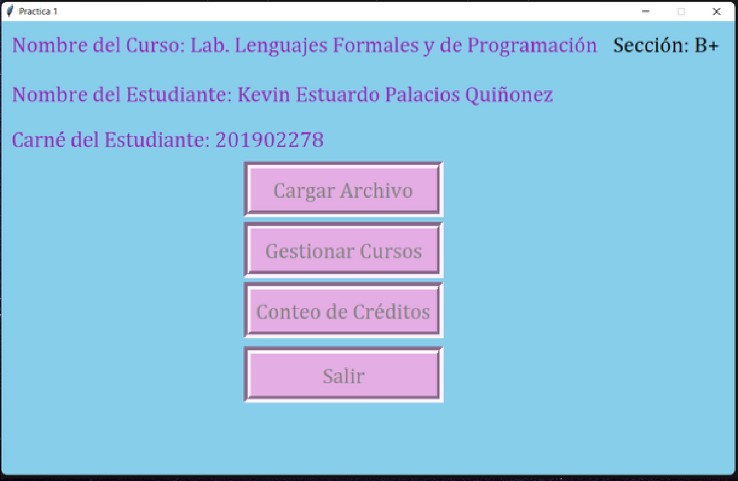 Practica 1
Nombre del Curso: Lab. Lenguajes Formales y de Programación Sección: B+
Nombre del Estudiante: Kevin Estuardo Palacios Quiñonez
Carné del Estudiante: 201902278
Cargar Archivo
Gestionar Cursos
Conteo de Créditos
Salir